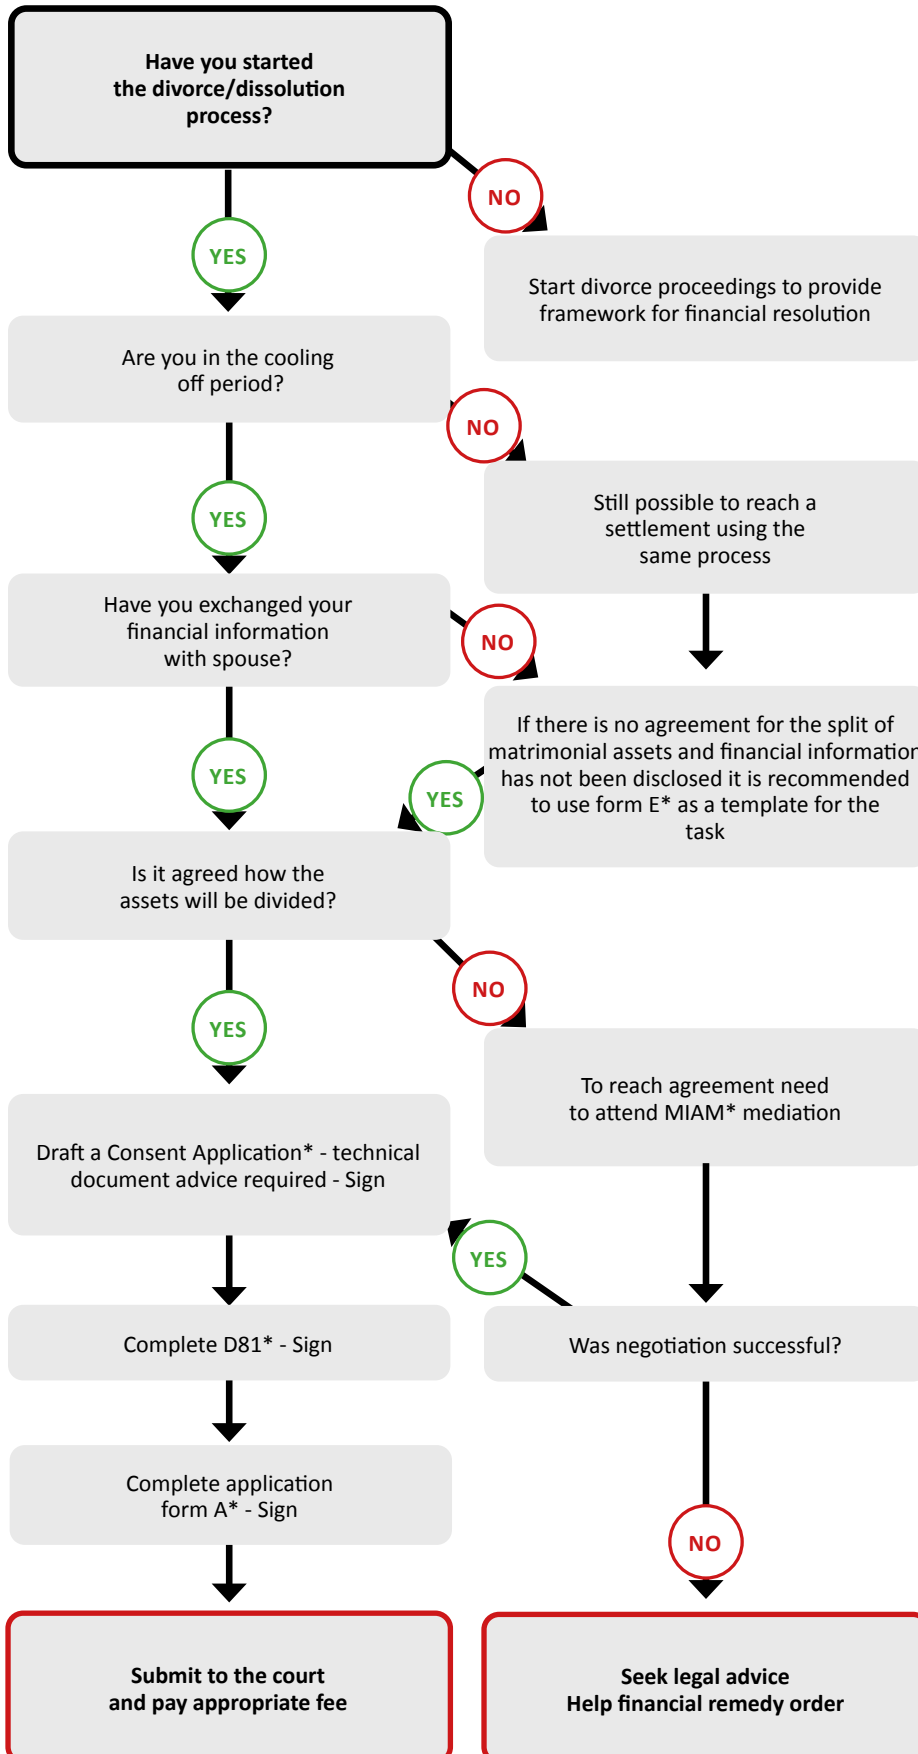 Have you started
the divorce/dissolution
process?
NO
YES
Start divorce proceedings to provide
framework for financial resolution
Are you in the cooling
off period?
NO
YES
Still possible to reach a
settlement using the
same process
Have you exchanged your
financial information
with spouse?
NO
YES
If there is no agreement for the split of
matrimonial assets and financial information
has not been disclosed it is recommended
to use form E* as a template for the
task
YES
Is it agreed how the
assets will be divided?
NO
YES
To reach agreement need
to attend MIAM* mediation
Draft a Consent Application* - technical
document advice required - Sign
YES
Complete D81* - Sign
Was negotiation successful?
Complete application
form A* - Sign
NO
Submit to the court
and pay appropriate fee
Seek legal advice
Help financial remedy order